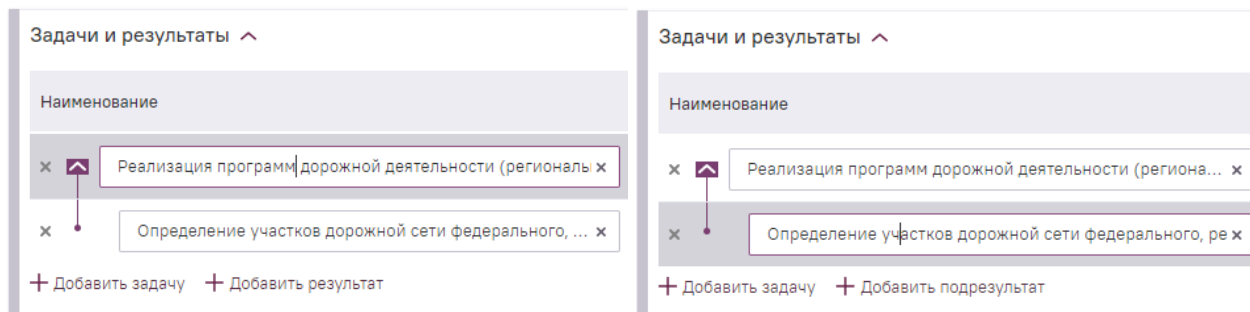 Задачи и результаты
Наименование
Реализация программ дорожной деятельности (региональ
Определение участков дорожной сети федерального, ...
+ Добавить задачу + Добавить результат
Задачи и результаты
Наименование
Реализация программ дорожной деятельности (региона...
Определение участков дорожной сети федерального, ре
+ Добавить задачу + Добавить подрезультат